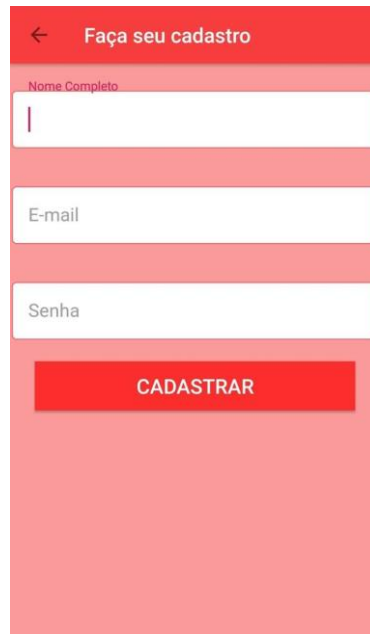 Faça seu cadastro
Nome Completo
E-mail
Senha
CADASTRAR